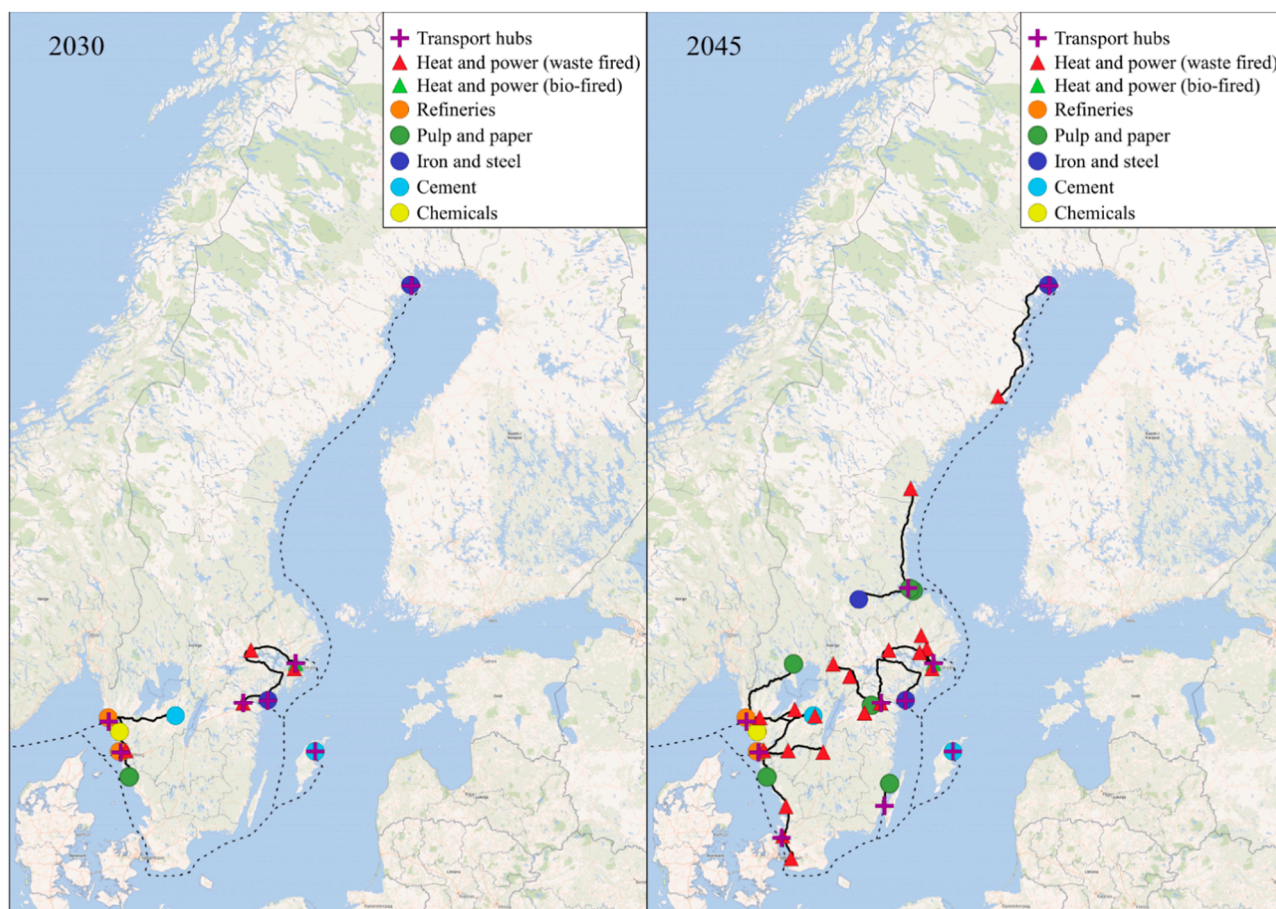 2030
Transport hubs
Heat and power (waste fired)
Heat and power (bio-fired)
Refineries
Pulp and paper
Iron and steel
Cement
Chemicals
2045
Transport hubs
Heat and power (waste fired)
Heat and power (bio-fired)
Refineries
Pulp and paper
Iron and steel
Cement
Chemicals